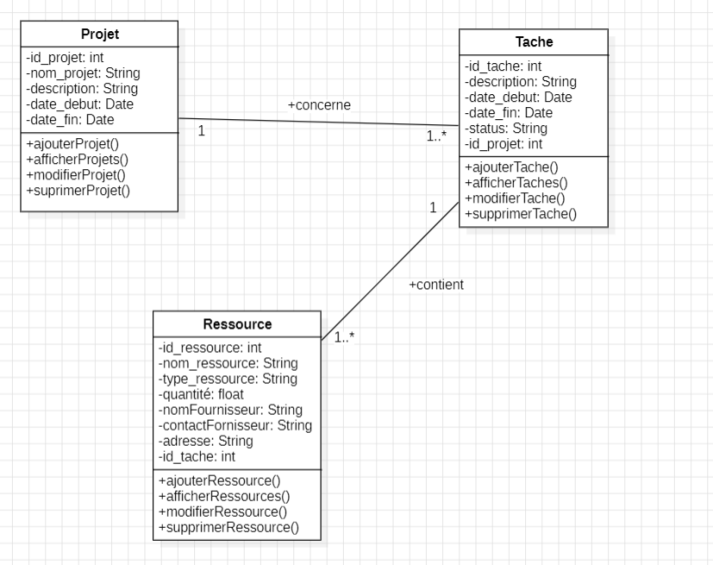 Projet
-id_projet: int
-nom_projet: String
-description: String
-date_debut: Date
-date_fin: Date
+ajouterProjet()
+afficherProjets()
+modifierProjet()
+suprimerProjet()
+concerne
1
1..*
Tache
-id_tache: int
-description: String
-date_debut: Date
-date_fin: Date
-status: String
-id_projet: int
+ajouterTache()
+afficherTaches()
+modifierTache()
+supprimerTache()
1
+contient
1..*
Ressource
-id_ressource: int
-nom_ressource: String
-type_ressource: String
-quantité: float
-nomFournisseur: String
-contactFornisseur: String
-adresse: String
-id_tache: int
+ajouterRessource()
+afficherRessources()
+modifierRessource()
+supprimerRessource()